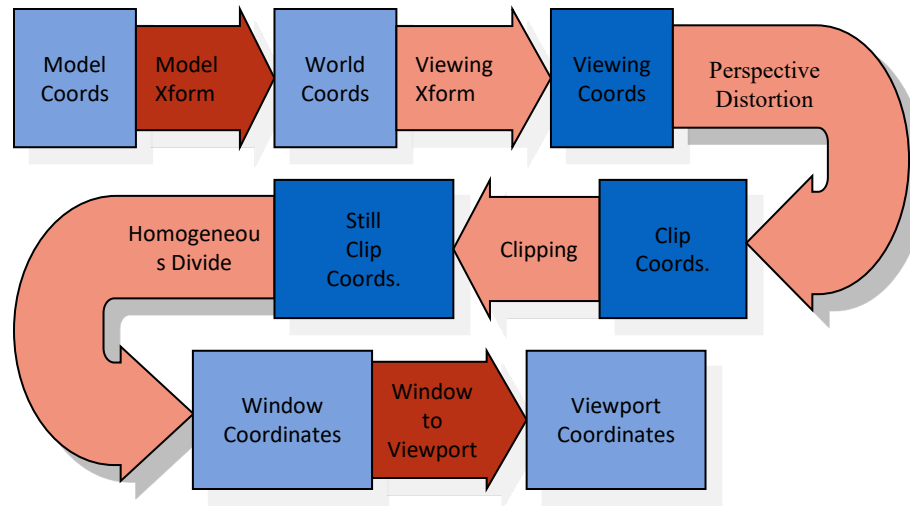 Model
Coords
Model
Xform
World
Coords
Viewing
Xform
Viewing
Coords
Perspective
Distortion
Clip
Coords.
Clipping
Still
Clip
Coords.
Homogeneou
s Divide
Window
Coordinates
Window
to
Viewport
Viewport
Coordinates